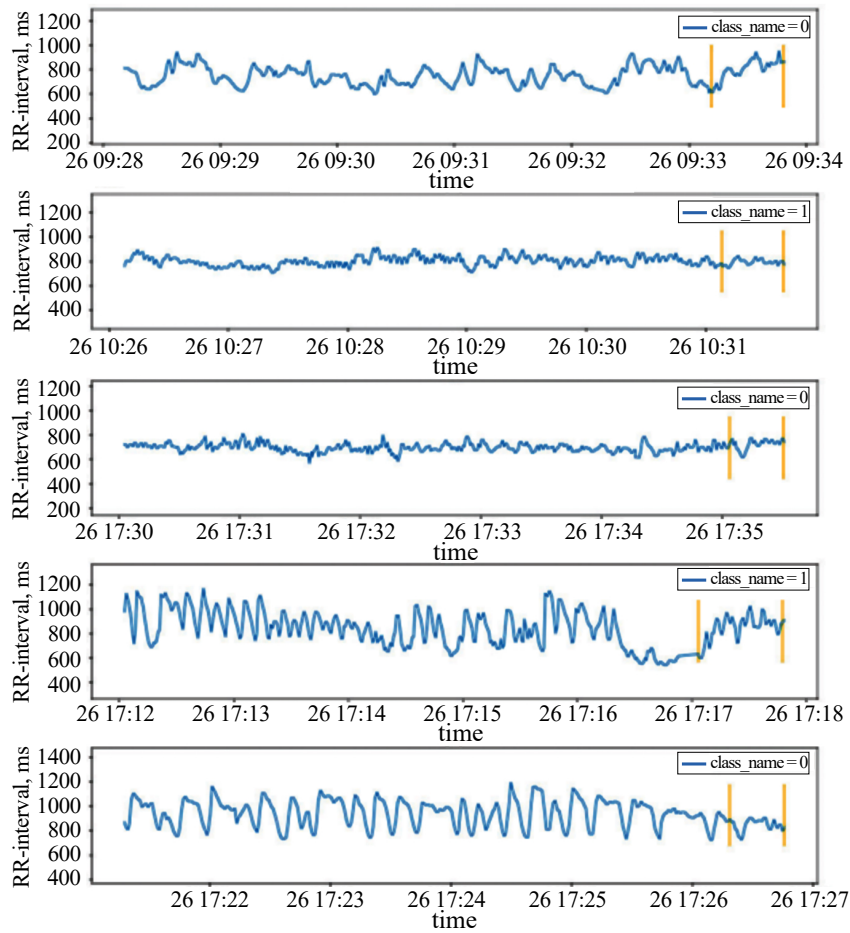 RR-interval, ms
1200
1000
800
600
400
200
class_name = 0
26 09:28 26 09:29 26 09:30 26 09:31 26 09:32 26 09:33 26 09:34
time
RR-interval, ms
1200
1000
800
600
400
class_name = 1
26 10:26 26 10:27 26 10:28 26 10:29 26 10:30 26 10:31
time
RR-interval, ms
1200
1000
800
600
400
200
class_name = 0
26 17:30 26 17:31 26 17:32 26 17:33 26 17:34 26 17:35
time
RR-interval, ms
1200
1000
800
600
400
class_name = 1
26 17:12 26 17:13 26 17:14 26 17:15 26 17:16 26 17:17 26 17:18
time
RR-interval, ms
1400
1200
1000
800
600
400
class_name = 0
26 17:22 26 17:23 26 17:24 26 17:25 26 17:26 26 17:27
time